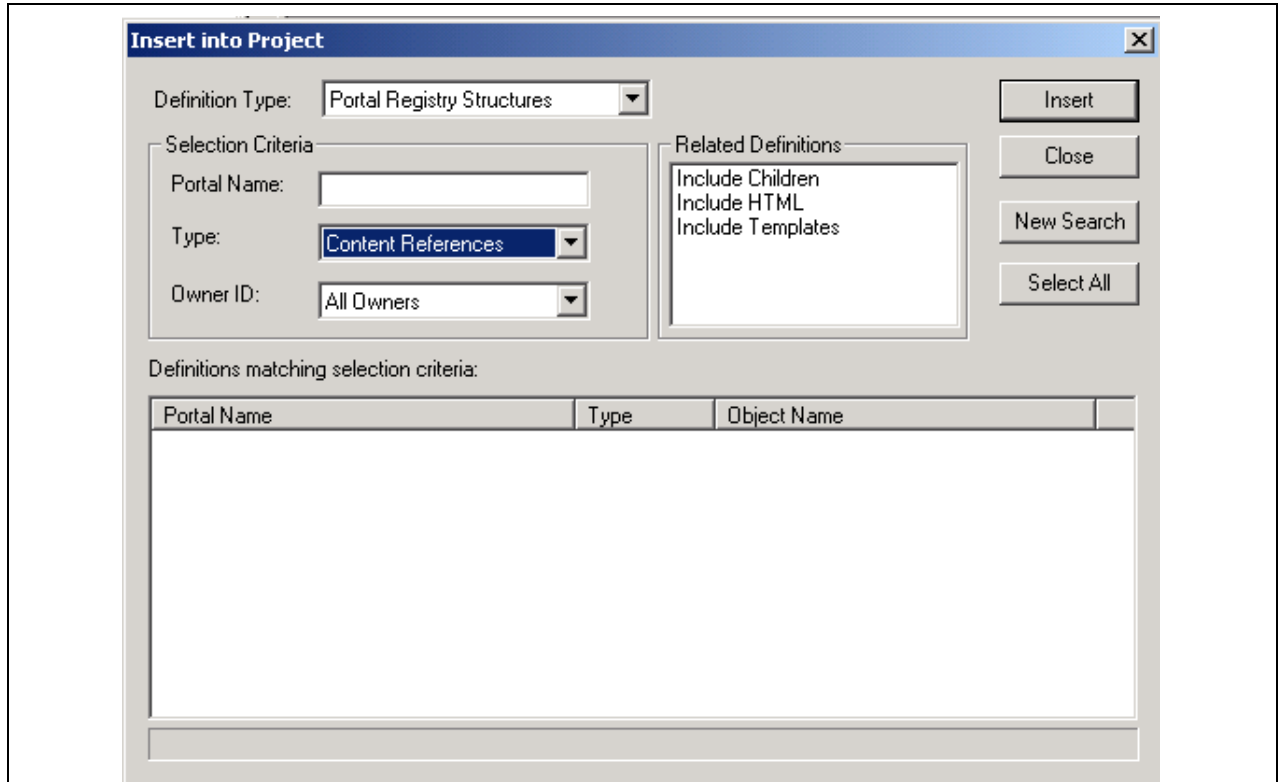 Insert into Project
Definition Type: Portal Registry Structures
Insert
Selection Criteria
Related Definitions
Close
Portal Name:
Include Children
Include HTML
Include Templates
New Search
Type: Content References
Select All
Owner ID: All Owners
Definitions matching selection criteria:
Portal Name Type Object Name